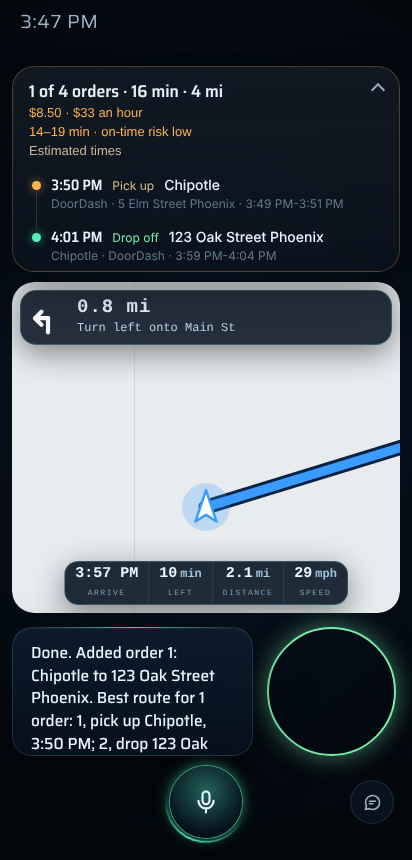 3:47 PM
1 of 4 orders · 16 min · 4 mi
$8.50 · $33 an hour
14–19 min · on-time risk low
Estimated times
3:50 PM Pick up Chipotle
DoorDash · 5 Elm Street Phoenix · 3:49 PM-3:51 PM
4:01 PM Drop off 123 Oak Street Phoenix
Chipotle · DoorDash · 3:59 PM-4:04 PM
0.8 mi
Turn left onto Main St
3:57 PM 10 min 2.1 mi 29 mph
ARRIVE LEFT DISTANCE SPEED
Done. Added order 1:
Chipotle to 123 Oak Street
Phoenix. Best route for 1
order: 1, pick up Chipotle,
3:50 PM; 2, drop 123 Oak